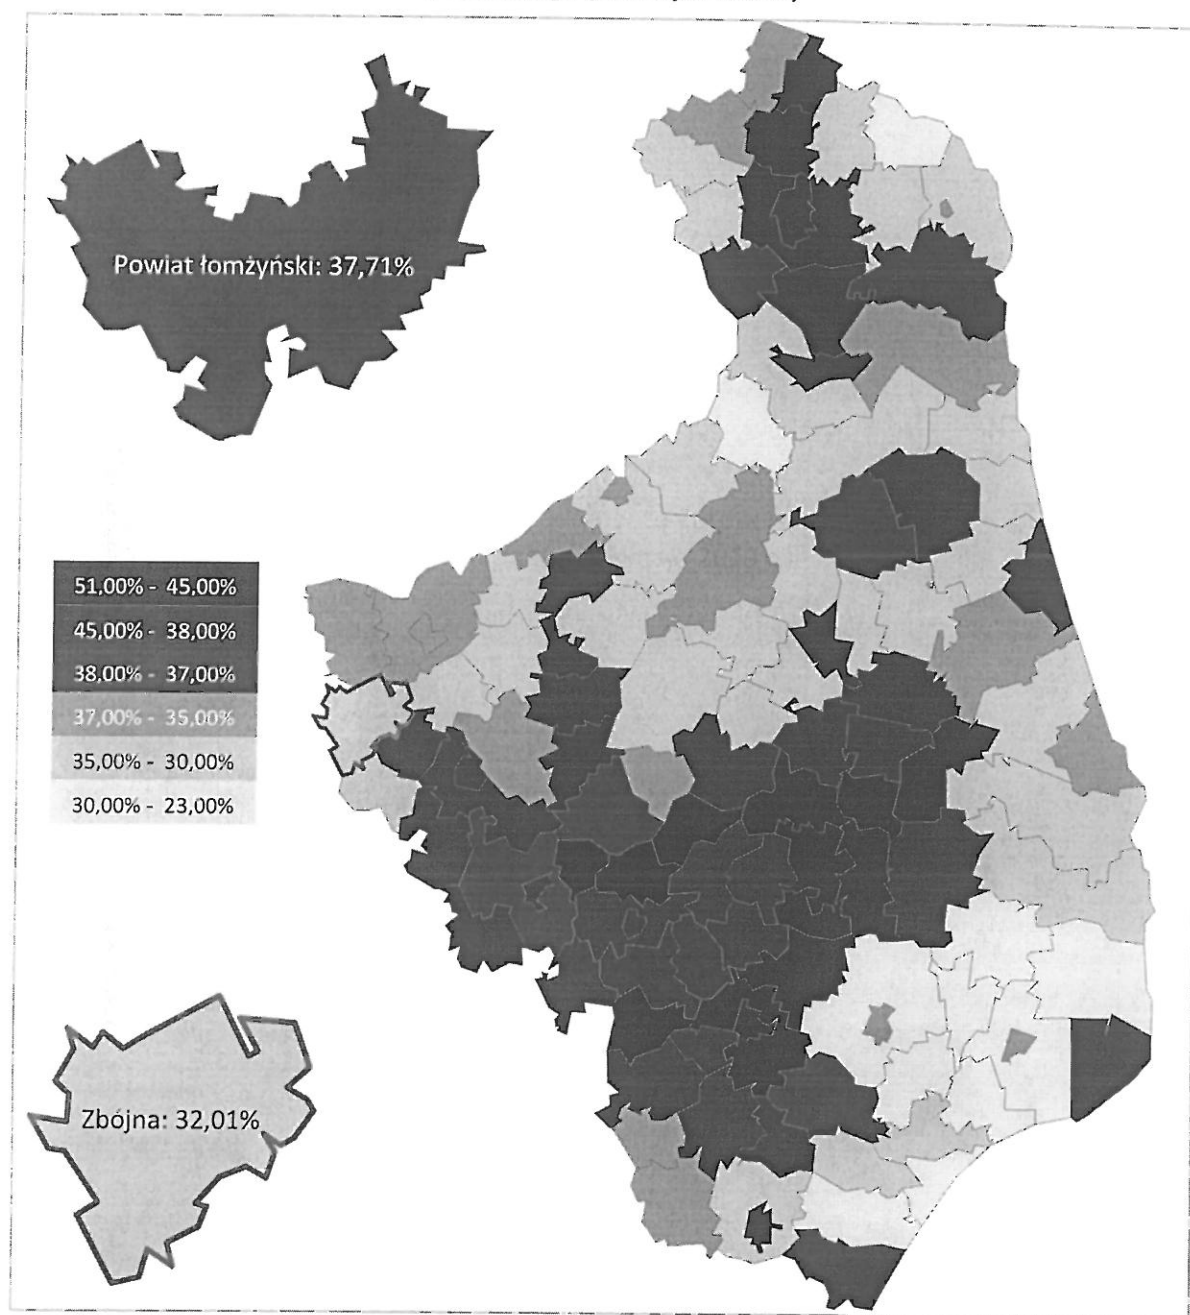 Powiat łomżyński: 37,71%
51,00% - 45,00%
45,00% - 38,00%
38,00% - 37,00%
37,00% - 35,00%
35,00% - 30,00%
30,00% - 23,00%
Zbójna: 32,01%